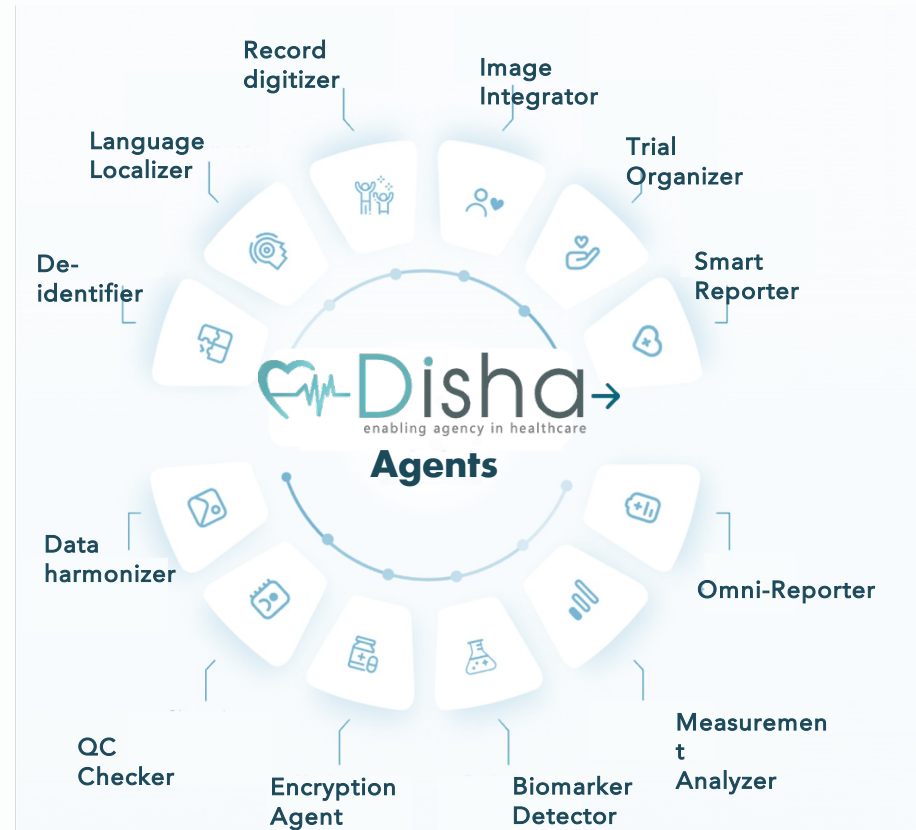 Record
digitizer
Image
Integrator
Language
Localizer
Trial
Organizer
De-
identifier
Smart
Reporter
Disha
enabling agency in healthcare
Agents
Data
harmonizer
Omni-Reporter
QC
Checker
Measuremen
t
Analyzer
Encryption
Agent
Biomarker
Detector